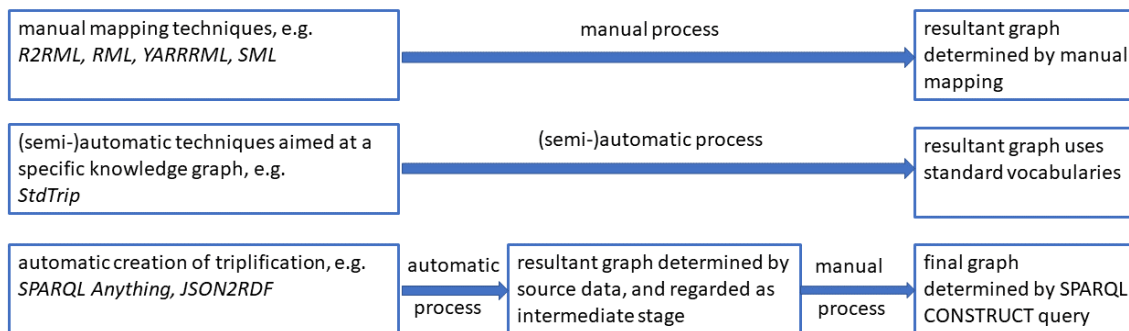 manual mapping techniques, e.g.
R2RML, RML, YARRRML, SML
manual process
resultant graph
determined by manual
mapping
(semi-)automatic techniques aimed at a
specific knowledge graph, e.g.
StdTrip
(semi-)automatic process
resultant graph uses
standard vocabularies
automatic creation of triplification, e.g.
SPARQL Anything, JSON2RDF
automatic
process
resultant graph determined by
source data, and regarded as
intermediate stage
manual
process
final graph
determined by SPARQL
CONSTRUCT query